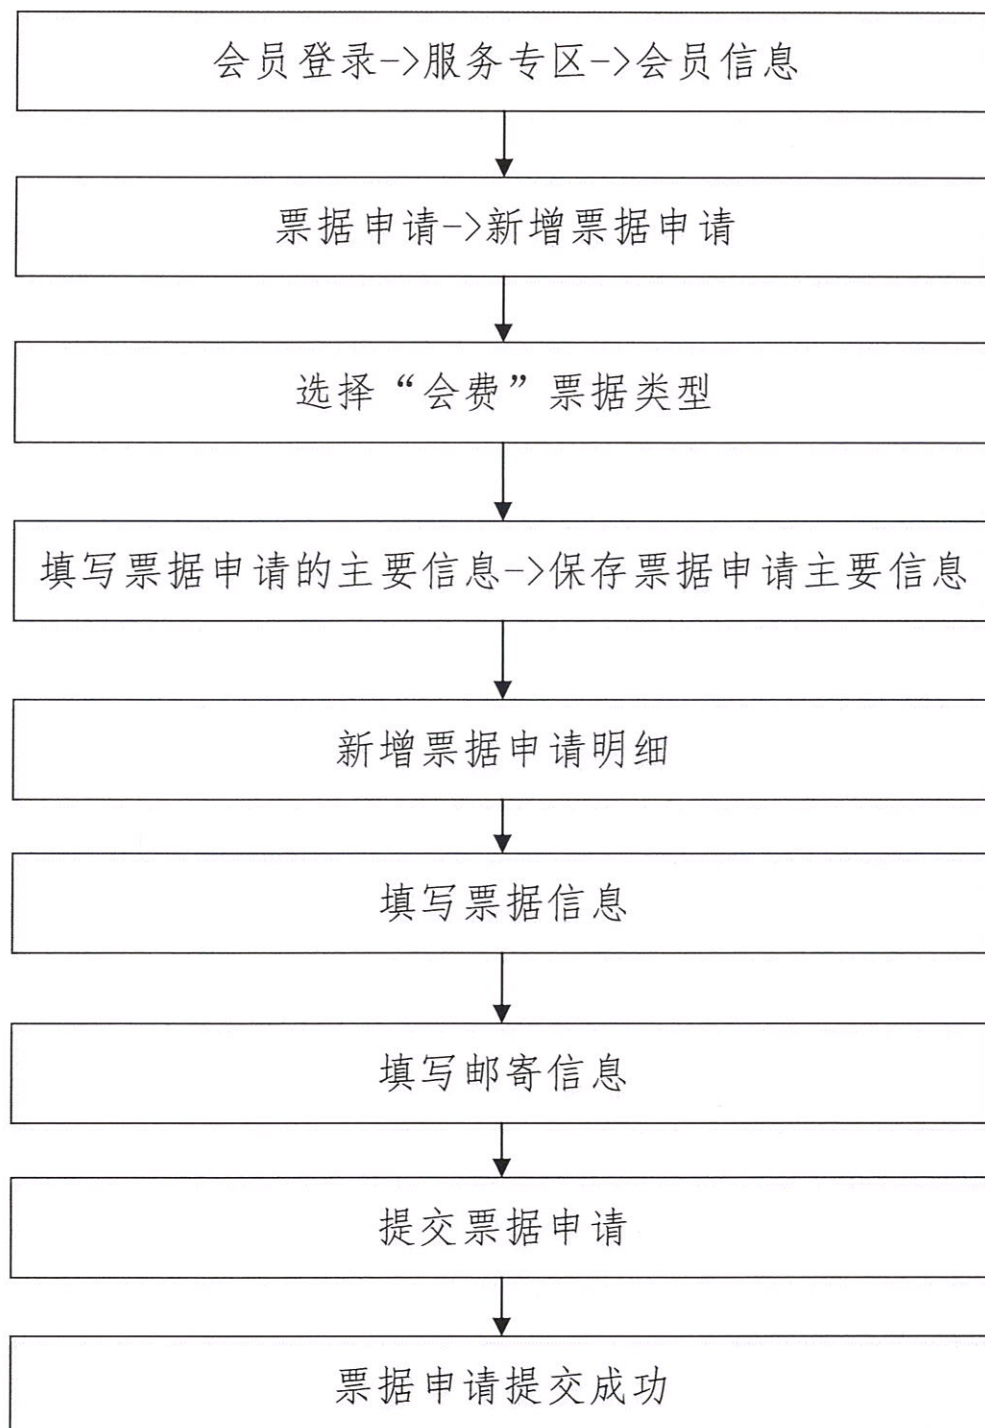 会员登录->服务专区->会员信息
票据申请->新增票据申请
选择“会费”票据类型
填写票据申请的主要信息->保存票据申请主要信息
新增票据申请明细
填写票据信息
填写邮寄信息
提交票据申请
票据申请提交成功